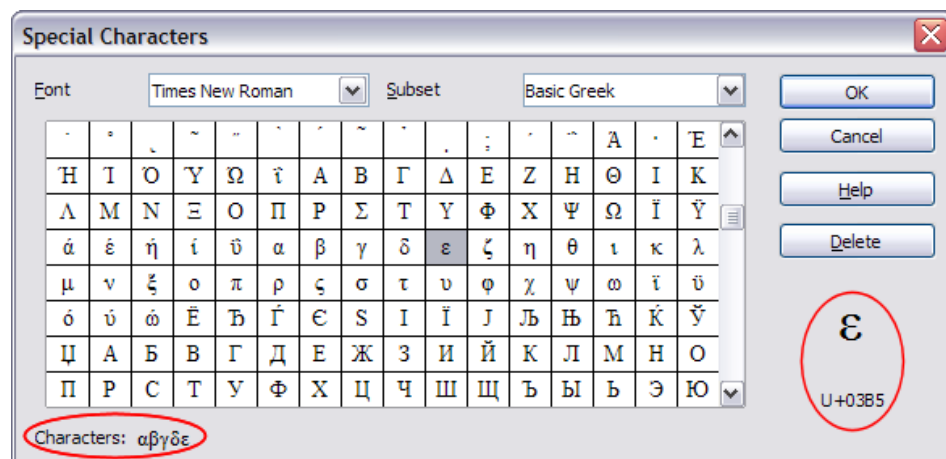 Special Characters
Font Times New Roman Subset Basic Greek OK
Cancel
Help
Delete
Ά · Έ
Ή Ί Ό Ύ Ώ ΐ Α Β Γ Δ Ε Ζ Η Θ Ι Κ
Λ Μ Ν Ξ Ο Π Ρ Σ Τ Υ Φ Χ Ψ Ω Ϊ Ϋ
ά έ ή ί ΰ α β γ δ ε ζ η θ ι κ λ
μ ν ξ ο π ρ ς σ τ υ φ χ ψ ω ϊ ϋ
ό ύ ώ Ё Ђ Ѓ Є Ѕ І Ї Ј Љ Њ Ћ Ќ Ў
Џ А Б В Г Д Е Ж З И Й К Л М Н О
П Р С Т У Ф Х Ц Ч Ш Щ Ъ Ы Ь Э Ю
ε
U+03B5
Characters: αβγδε